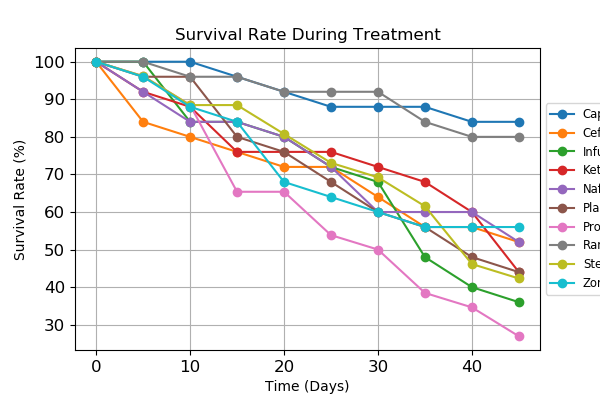 Survival Rate During Treatment
Survival Rate (%)
100
90
80
70
60
50
40
30
0
10
20
30
40
Time (Days)
Cap
Cef
Infu
Ket
Naf
Pla
Pro
Ran
Ste
Zon